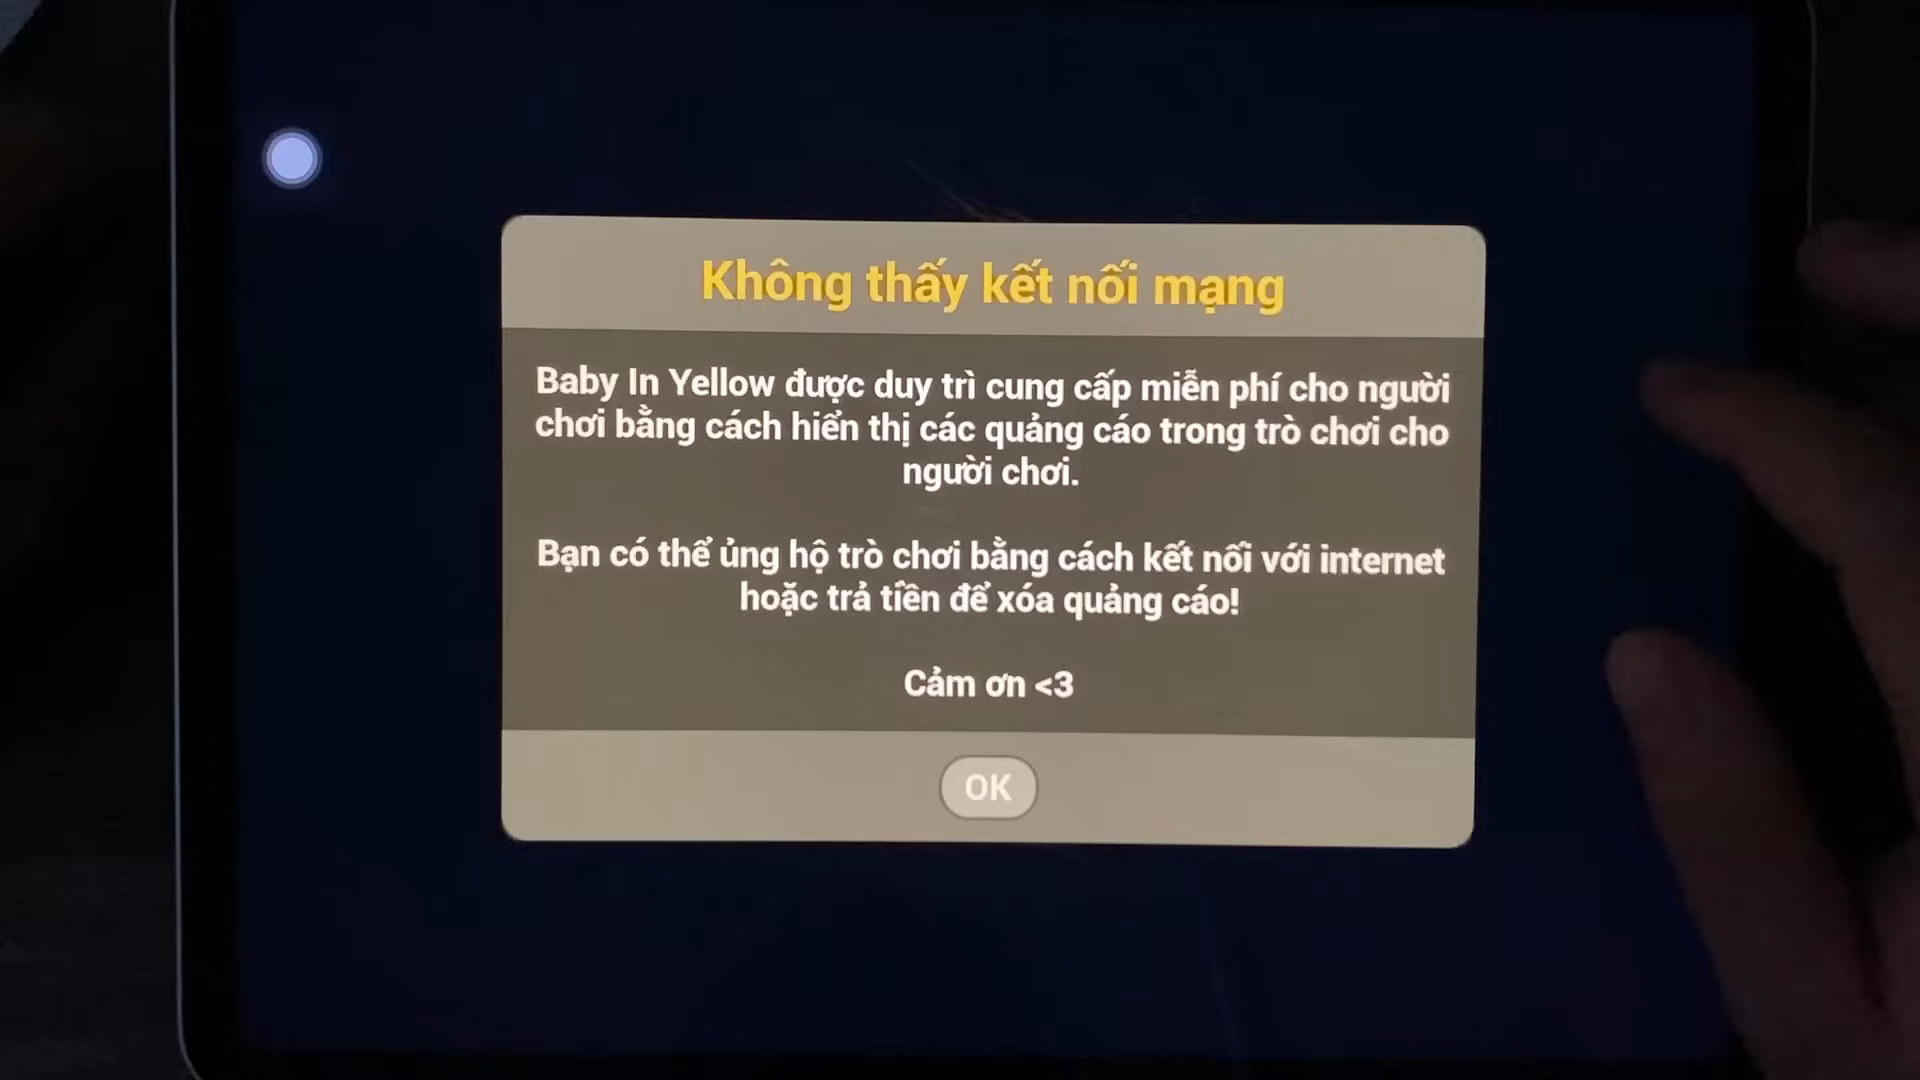 Không thấy kết nối mạng
Baby In Yellow được duy trì cung cấp miễn phí cho người
chơi bằng cách hiển thị các quảng cáo trong trò chơi cho
người chơi.
Bạn có thể ủng hộ trò chơi bằng cách kết nối với internet
hoặc trả tiền để xóa quảng cáo!
Cảm ơn <3
OK